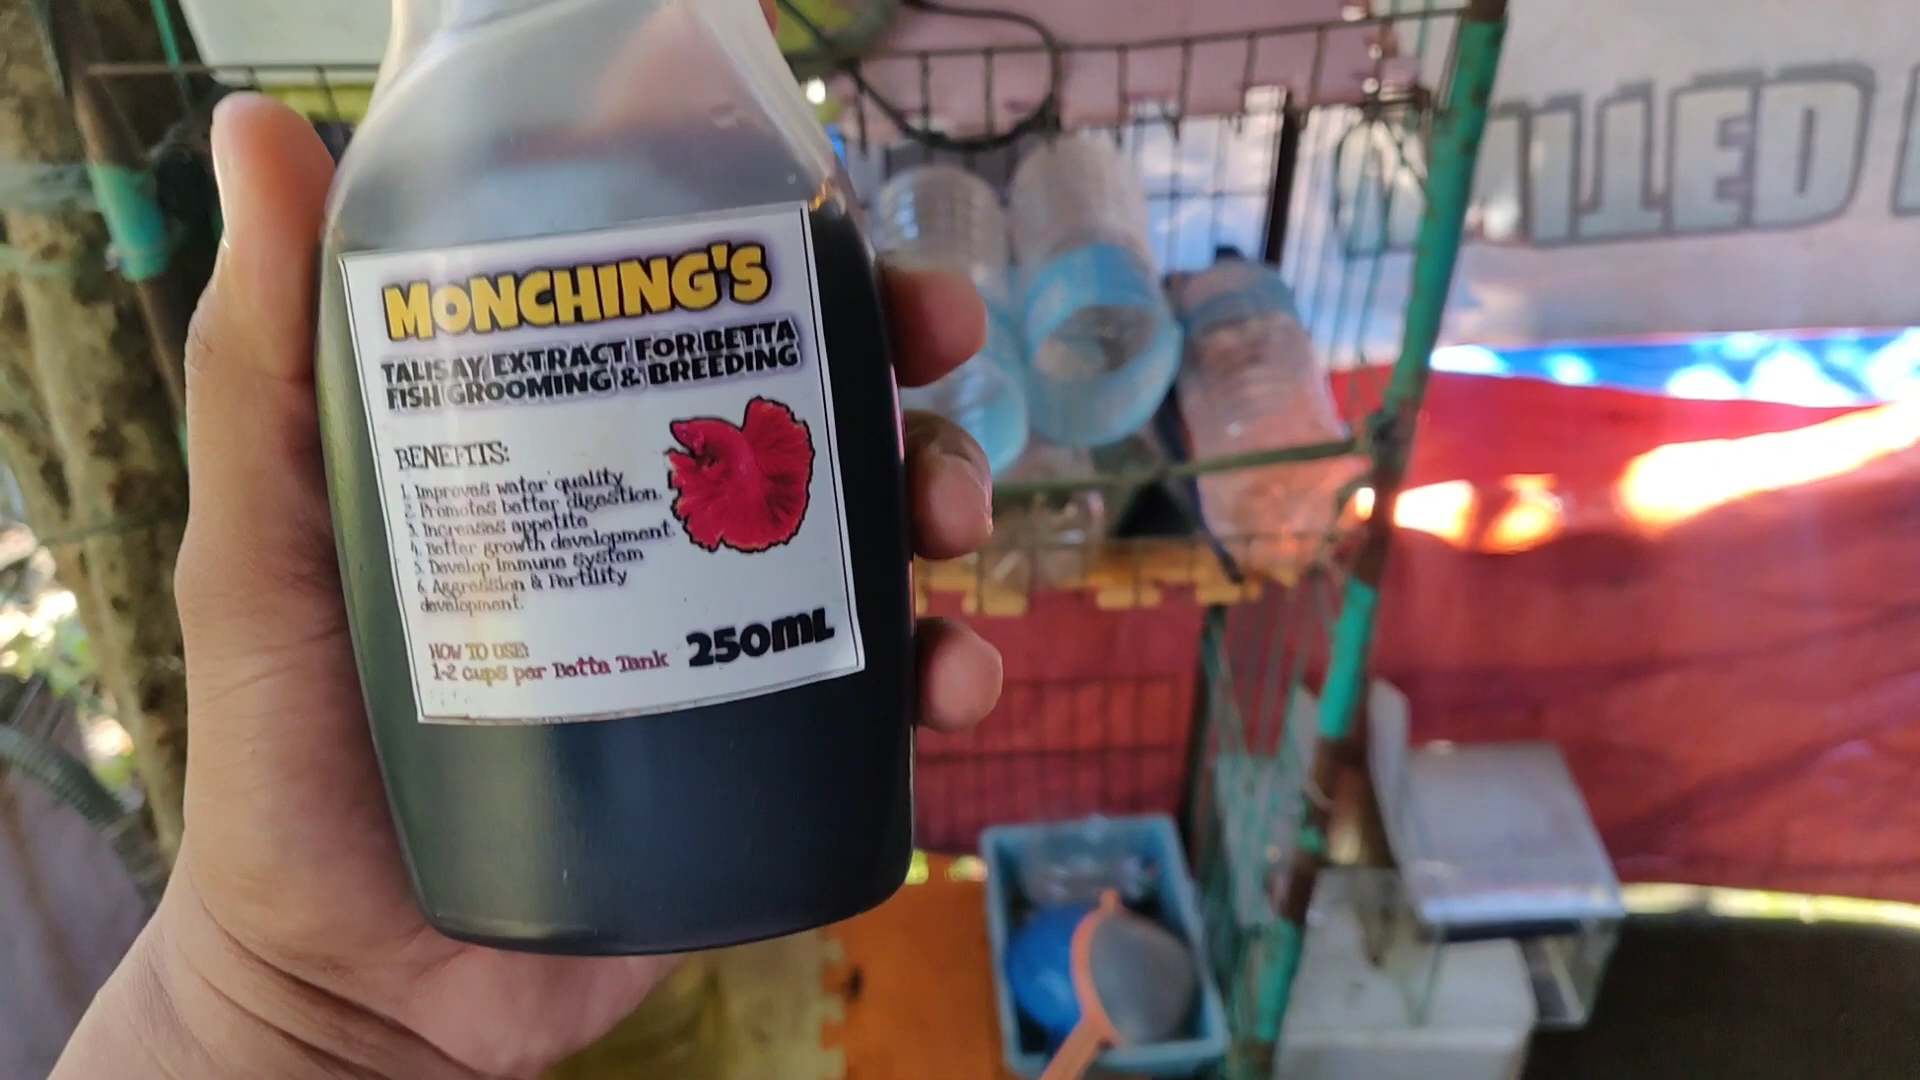 MONCHING'S
TALISAY EXTRACT FOR BETTA
FISH GROOMING & BREEDING
BENEFITS:
1. Improves water quality
2. Promotes better digestion.
3. Increases appetite
4. Better growth development.
5. Develop Immune System
6. Aggression & Fertility
development.
HOW TO USE:
1-2 cups per Betta Tank
250ML